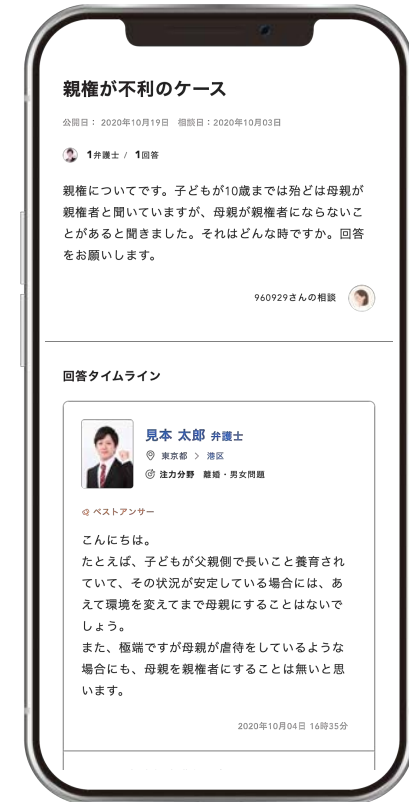 親権が不利のケース
公開日： 2020年10月19日 相談日：2020年10月03日
1弁護士 / 1回答
親権についてです。子どもが10歳までは殆どは母親が
親権者と聞いていますが、母親が親権者にならないこ
とがあると聞きました。それはどんな時ですか。回答
をお願いします。
960929さんの相談
回答タイムライン
見本 太郎 弁護士
東京都 > 港区
注力分野 離婚・男女問題
ベストアンサー
こんにちは。
たとえば、子どもが父親側で長いこと養育され
ていて、その状況が安定している場合には、あ
えて環境を変えてまで母親にすることはないで
しょう。
また、極端ですが母親が虐待をしているような
場合にも、母親を親権者にすることは無いと思
います。
2020年10月04日 16時35分